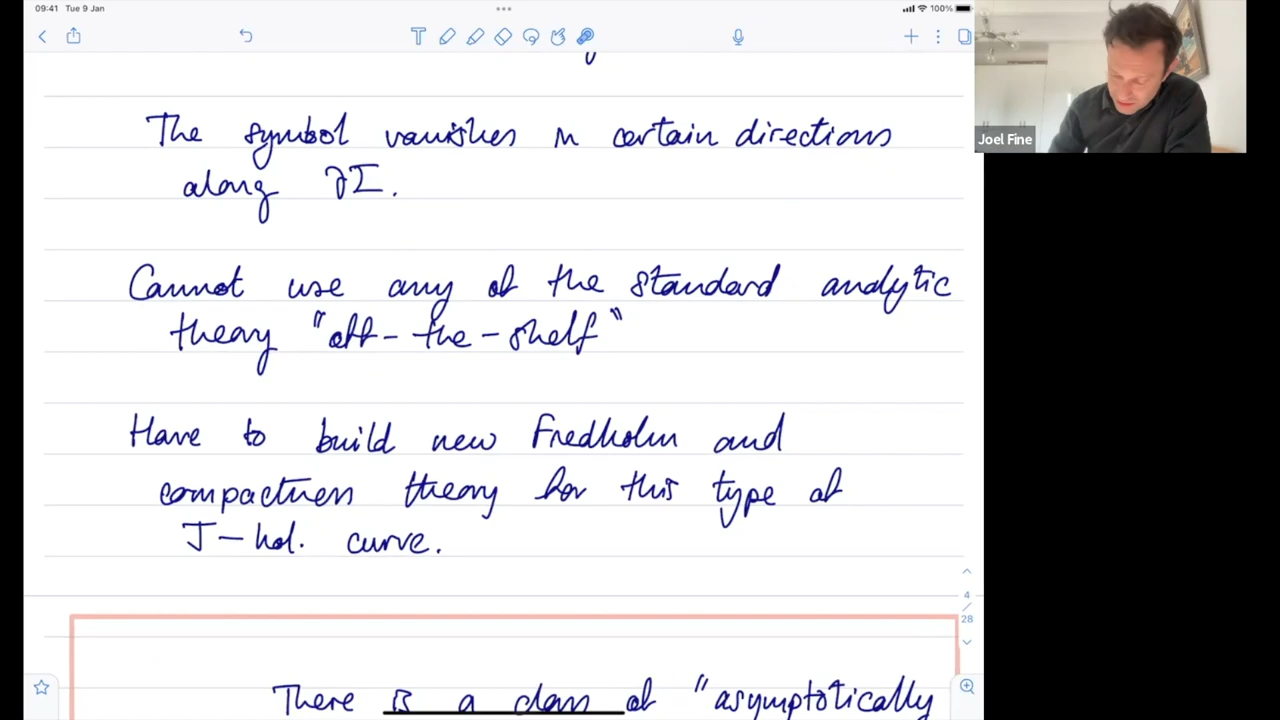 09:41 Tue 9 Jan
100%
The symbol vanishes in certain directions
along ∂Σ.
Cannot use any of the standard analytic
theory "off-the-shelf"
Have to build new Fredholm and
compactness theory for this type of
J-hol. curve.
4
/
28
There is a class of "asymptotically
Joel Fine